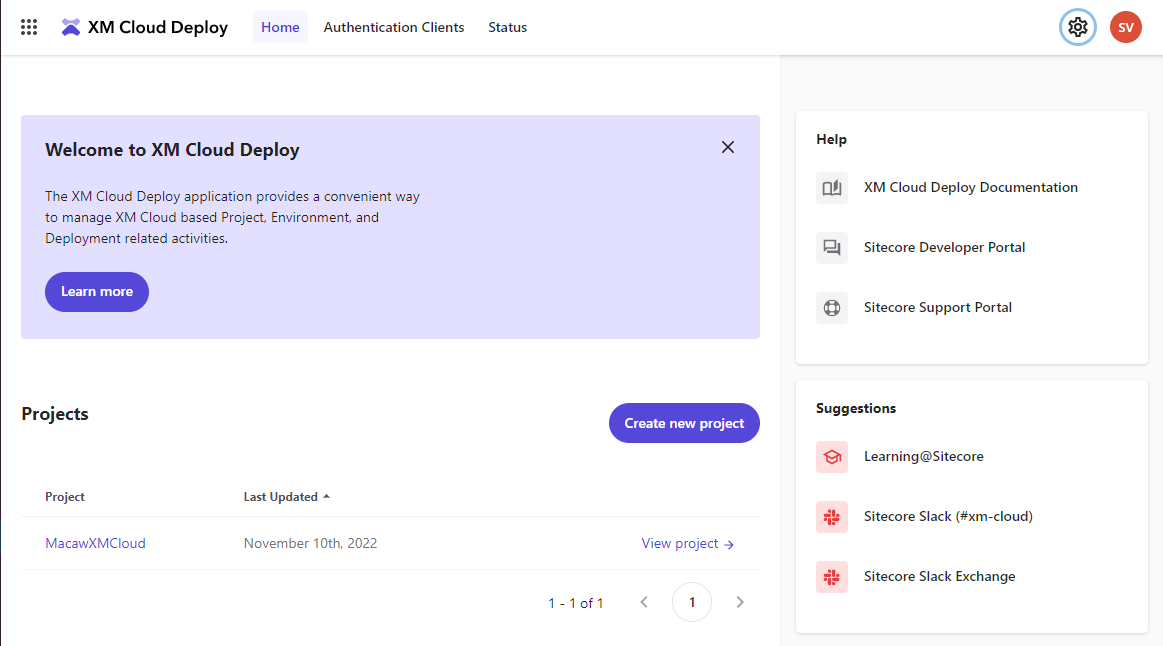 XM Cloud Deploy
Home
Authentication Clients
Status
SV
Welcome to XM Cloud Deploy
The XM Cloud Deploy application provides a convenient way
to manage XM Cloud based Project, Environment, and
Deployment related activities.
Learn more
Projects
Create new project
Project
Last Updated
MacawXMCloud
November 10th, 2022
View project
1 - 1 of 1
1
Help
XM Cloud Deploy Documentation
Sitecore Developer Portal
Sitecore Support Portal
Suggestions
Learning@Sitecore
Sitecore Slack (#xm-cloud)
Sitecore Slack Exchange